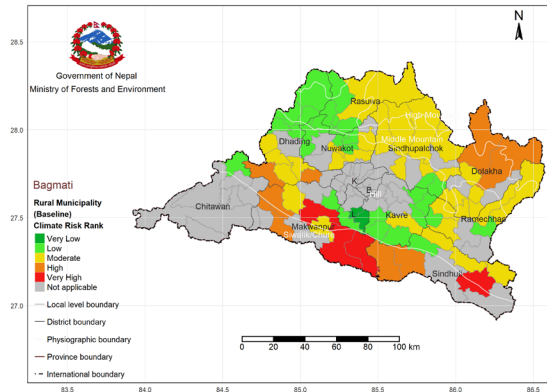 N
28.5
Government of Nepal
Ministry of Forests and Environment
Rasuwa
High Mou
28.0
Dhading
Middle Mountain
Nuwakot
Sindhupalchok
Dolakha
Bagmati
K
B
Rural Municipality
(Baseline)
Climate Risk Rank
Chitawan
L
Kavre
Ramechhap
27.5
Makwanpur
Siwalik/Churia
Very Low
Low
Moderate
High
Very High
Not applicable
Sindhuli
Local level boundary
27.0
District boundary
Physiographic boundary
Province boundary
International boundary
0 20 40 60 80 100 km
83.5 84.0 84.5 85.0 85.5 86.0 86.5